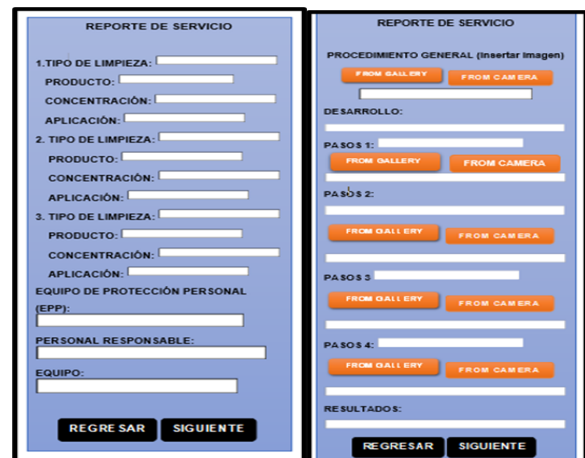 REPORTE DE SERVICIO
1.TIPO DE LIMPIEZA:
PRODUCTO:
CONCENTRACIÓN:
APLICACIÓN:
2. TIPO DE LIMPIEZA:
PRODUCTO:
CONCENTRACIÓN:
APLICACIÓN:
3. TIPO DE LIMPIEZA:
PRODUCTO:
CONCENTRACIÓN:
APLICACIÓN:
EQUIPO DE PROTECCIÓN PERSONAL
(EPP):
PERSONAL RESPONSABLE:
EQUIPO:
REGRESAR SIGUIENTE
REPORTE DE SERVICIO
PROCEDIMIENTO GENERAL (Insertar Imagen)
FROM GALLERY FROM CAMERA
DESARROLLO:
PASOS 1:
FROM GALLERY FROM CAMERA
PASOS 2:
FROM GALLERY FROM CAMERA
PASOS 3
FROM GALLERY FROM CAMERA
PASOS 4:
FROM GALLERY FROM CAMERA
RESULTADOS:
REGRESAR SIGUIENTE